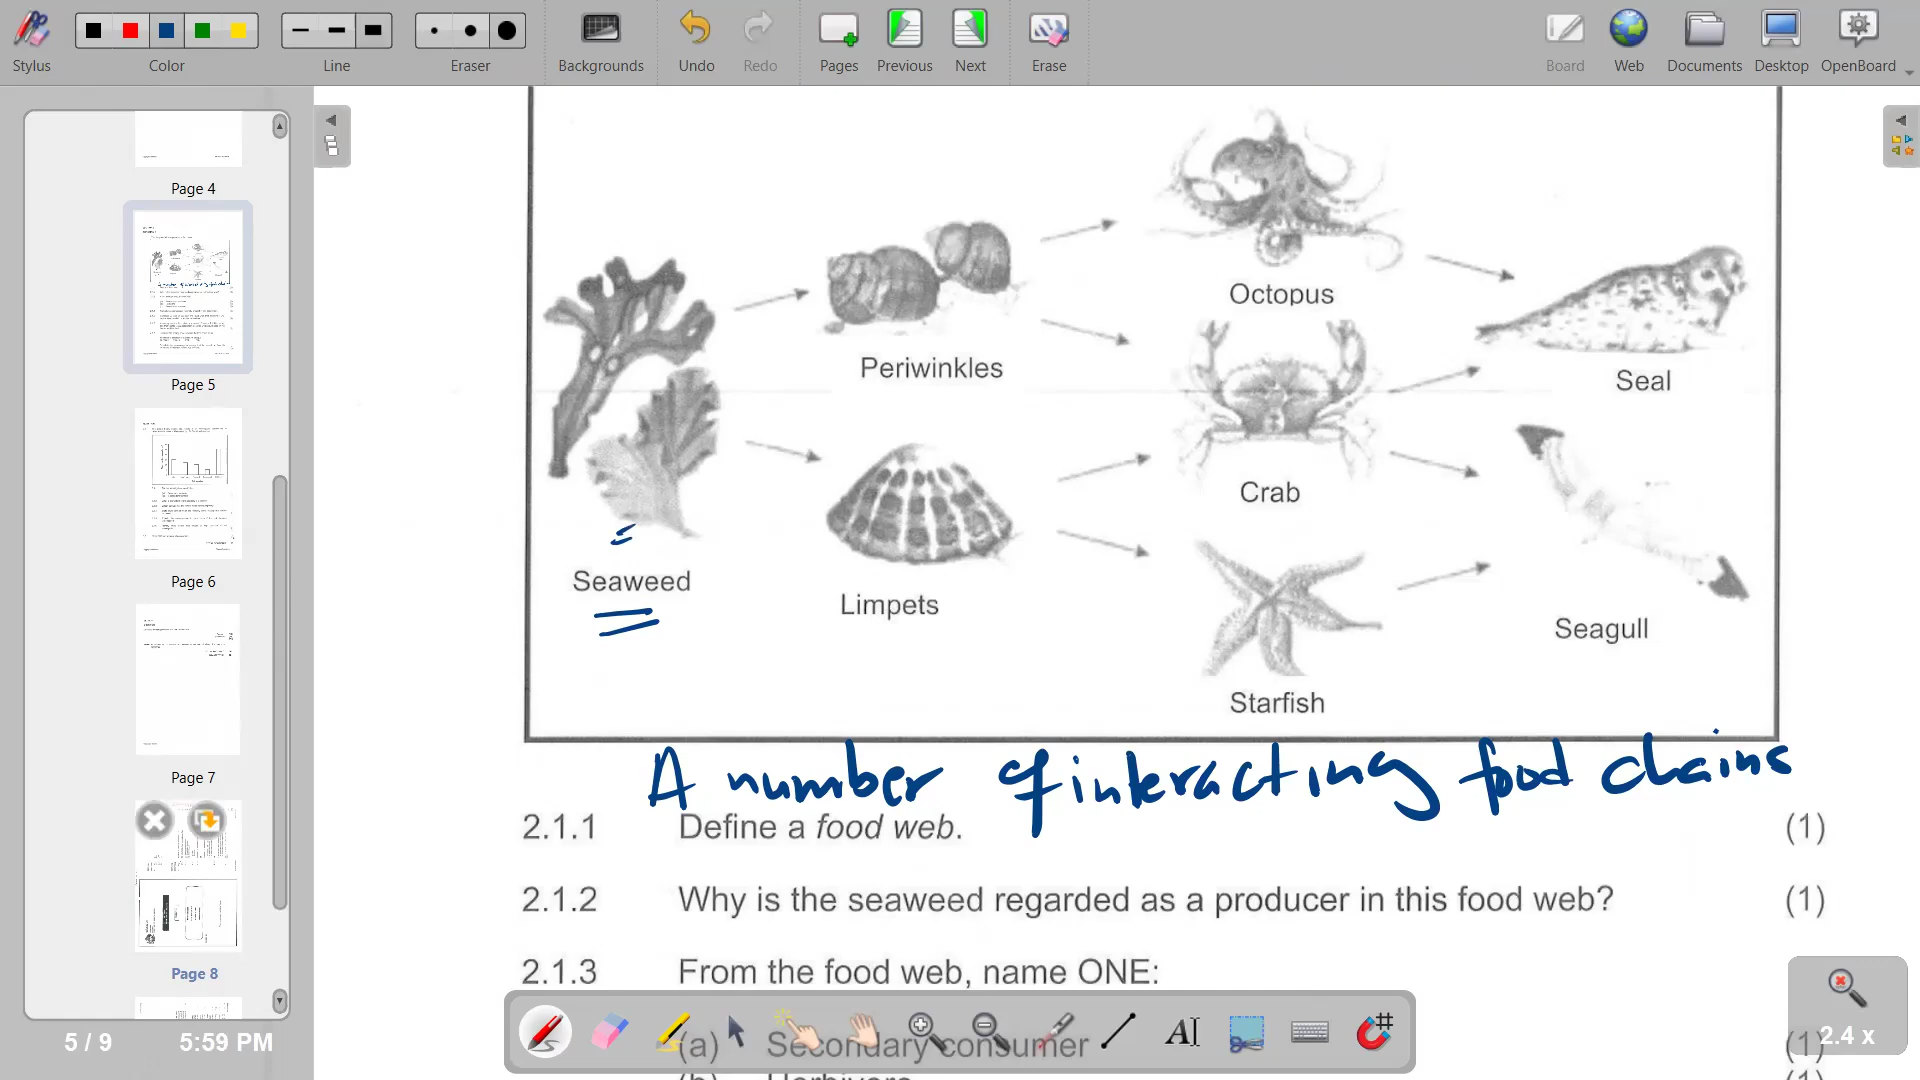 Stylus
Color
Line
Eraser
Backgrounds
Undo
Redo
Pages
Previous
Next
Erase
Board
Web
Documents
Desktop
OpenBoard
Page 4
Page 5
Page 6
Page 7
Page 8
5 / 9
5:59 PM
Octopus
Periwinkles
Seal
Crab
Seaweed
Limpets
Seagull
Starfish
A number of interacting food chains
2.1.1 Define a food web. (1)
2.1.2 Why is the seaweed regarded as a producer in this food web? (1)
2.1.3 From the food web, name ONE:
(a) Secondary consumer (1)
(b) Herbivore (1)
2.4 x